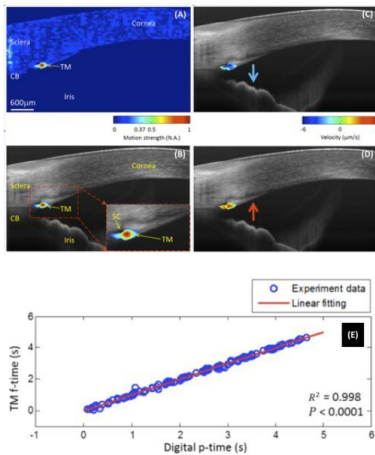 (A)
Cornea
Sclera
CB
TM
Iris
600μm
0 0.37 0.5 1
Motion strength (N.A.)
(C)
-6 0 6
Velocity (μm/s)
(B)
Cornea
Sclera
CB
TM
Iris
SC
TM
(D)
Experiment data
Linear fitting
(E)
TM f-time (s)
6
4
2
0
R² = 0.998
P < 0.0001
-1 0 1 2 3 4 5 6
Digital p-time (s)